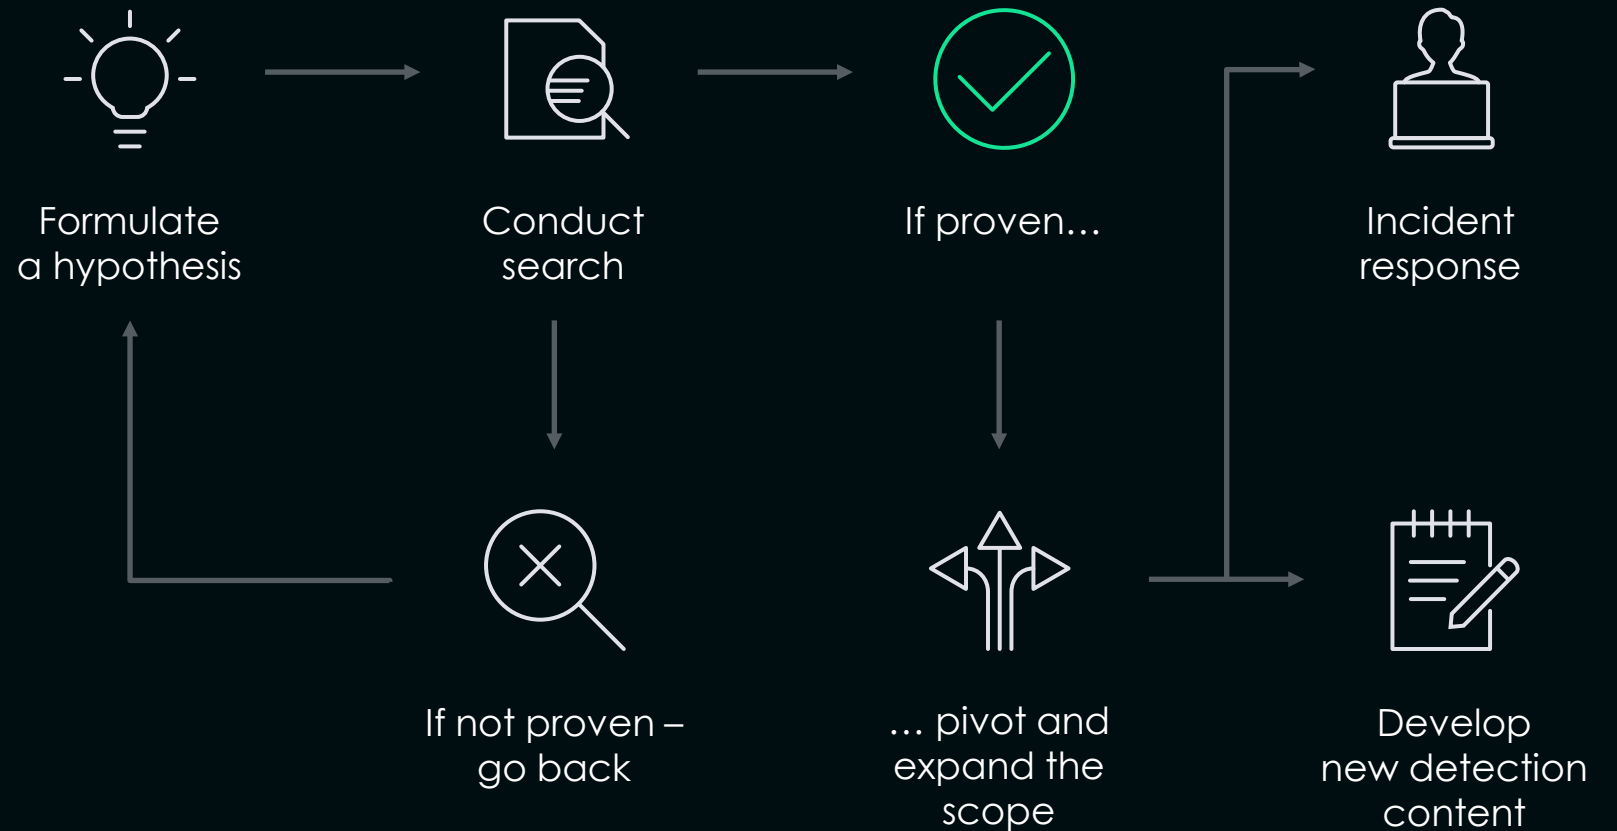 Formulate
a hypothesis
Conduct
search
If proven…
Incident
response
If not proven –
go back
… pivot and
expand the
scope
Develop
new detection
content